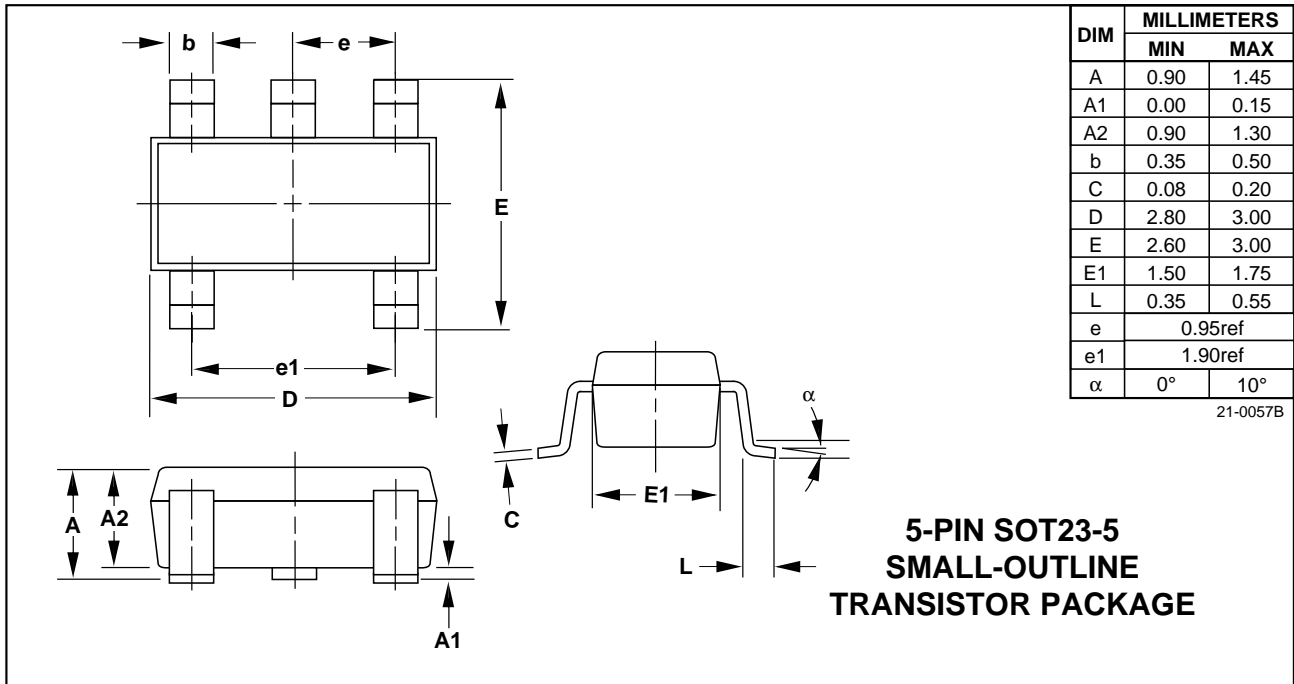 b
e
E
e1
D
A
A2
A1
C
E1
α
L
DIM MILLIMETERS
MIN MAX
A 0.90 1.45
A1 0.00 0.15
A2 0.90 1.30
b 0.35 0.50
C 0.08 0.20
D 2.80 3.00
E 2.60 3.00
E1 1.50 1.75
L 0.35 0.55
e 0.95ref
e1 1.90ref
α 0° 10°
21-0057B
5-PIN SOT23-5
SMALL-OUTLINE
TRANSISTOR PACKAGE